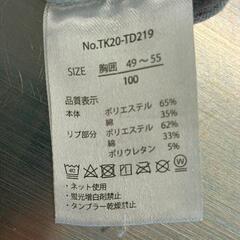 No.TK20-TD219
SIZE 胸囲 49～55
100
品質表示
本体 ポリエステル 65%
綿 35%
リブ部分 ポリエステル 62%
綿 33%
ポリウレタン 5%
・ネット使用
・蛍光増白剤禁止
・タンブラー乾燥禁止